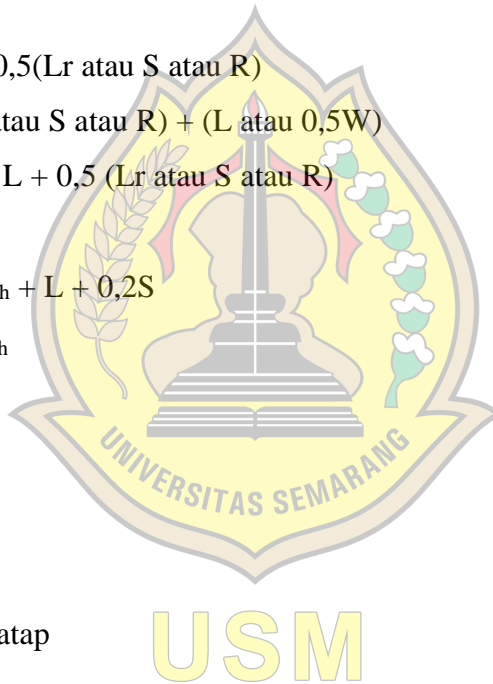 0,5(Lr atau S atau R)
atau S atau R) + (L atau 0,5W)
L + 0,5 (Lr atau S atau R)
h + L + 0,2S
h
UNIVERSITAS SEMARANG
atap
USM